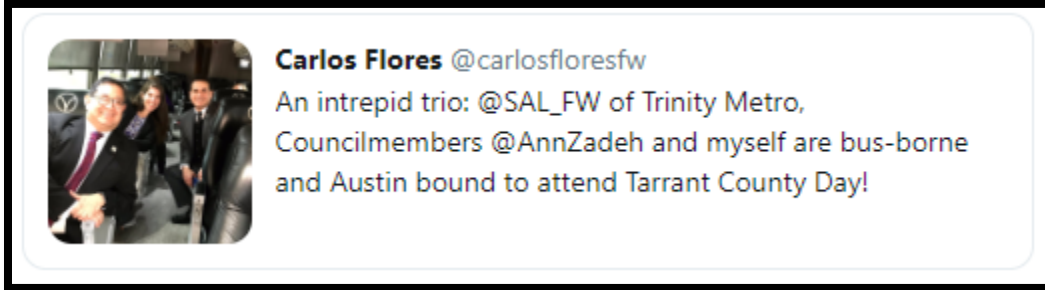 Carlos Flores @carlosfloresfw
An intrepid trio: @SAL_FW of Trinity Metro,
Councilmembers @AnnZadeh and myself are bus-borne
and Austin bound to attend Tarrant County Day!